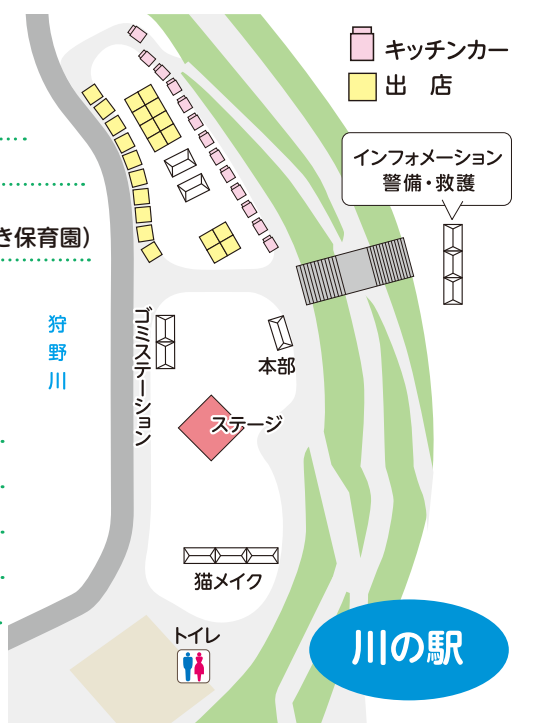 キッチンカー
出 店
インフォメーション
警備・救護
き保育園）
狩野川
ゴミステーション
本部
ステージ
猫メイク
トイレ
川の駅